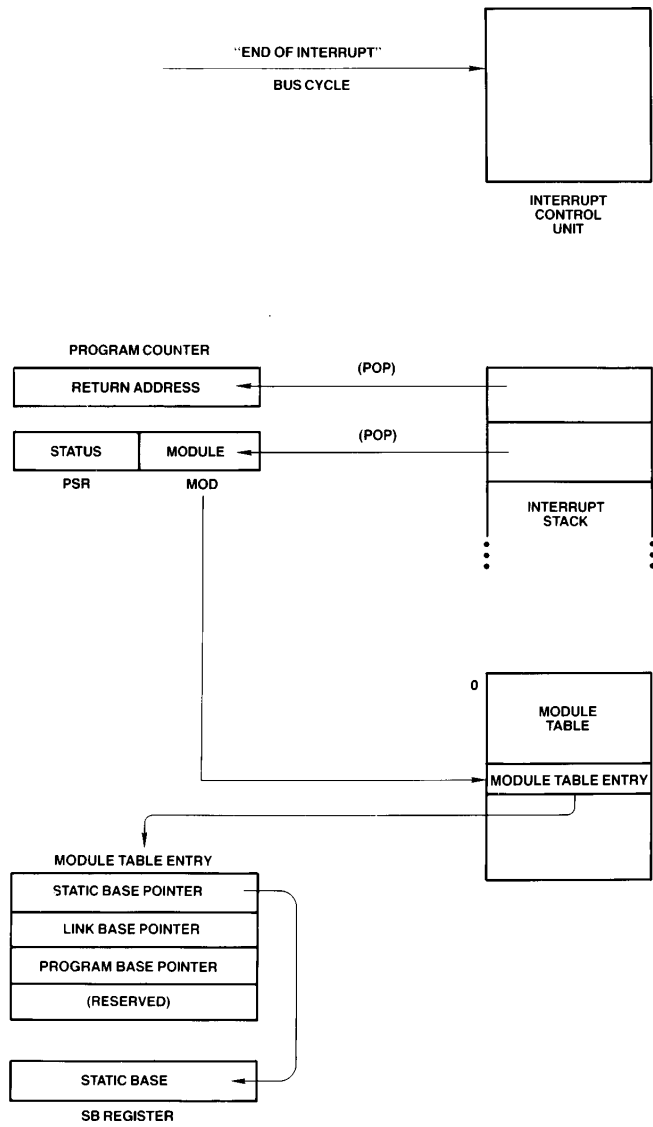 "END OF INTERRUPT"
BUS CYCLE
INTERRUPT
CONTROL
UNIT
PROGRAM COUNTER
RETURN ADDRESS
(POP)
STATUS
MODULE
(POP)
PSR
MOD
INTERRUPT
STACK
0
MODULE
TABLE
MODULE TABLE ENTRY
MODULE TABLE ENTRY
STATIC BASE POINTER
LINK BASE POINTER
PROGRAM BASE POINTER
(RESERVED)
STATIC BASE
SB REGISTER